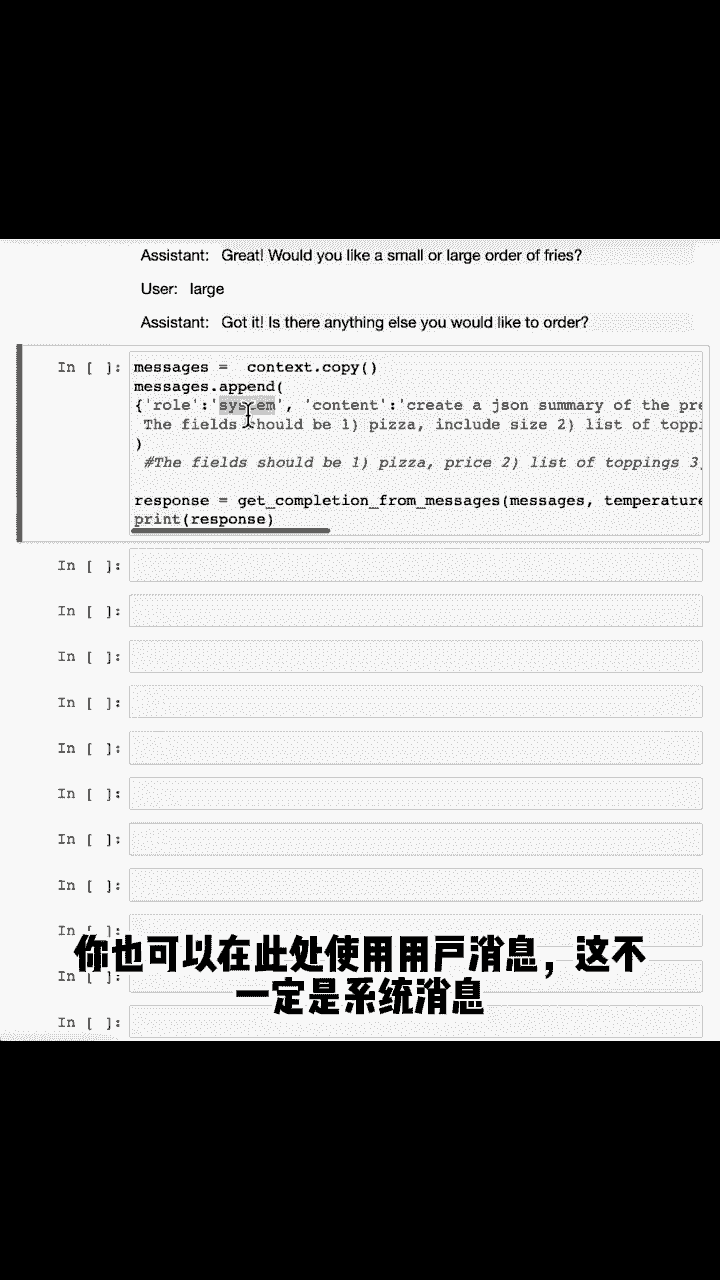 Assistant: Great! Would you like a small or large order of fries?
User: large
Assistant: Got it! Is there anything else you would like to order?
In [ ]: messages =  context.copy()
messages.append(
{'role':'system', 'content':'create a json summary of the pre
The fields should be 1) pizza, include size 2) list of topp
)
#The fields should be 1) pizza, price 2) list of toppings 3
response = get_completion_from_messages(messages, temperature
print(response)
In [ ]:
In [ ]:
In [ ]:
In [ ]:
In [ ]:
In [ ]:
In [ ]:
In [ ]:
In [ ]:
你也可以在此处使用用户消息，这不
In [ ]:
一定是系统消息
In [ ]: